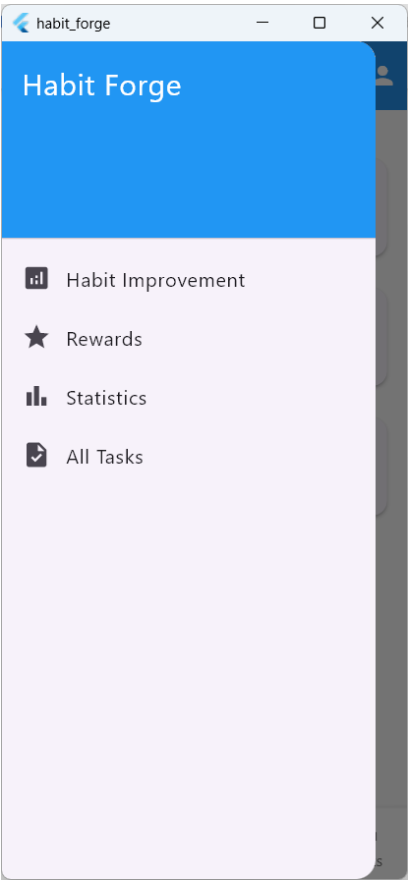 habit_forge
Habit Forge
Habit Improvement
Rewards
Statistics
All Tasks
s